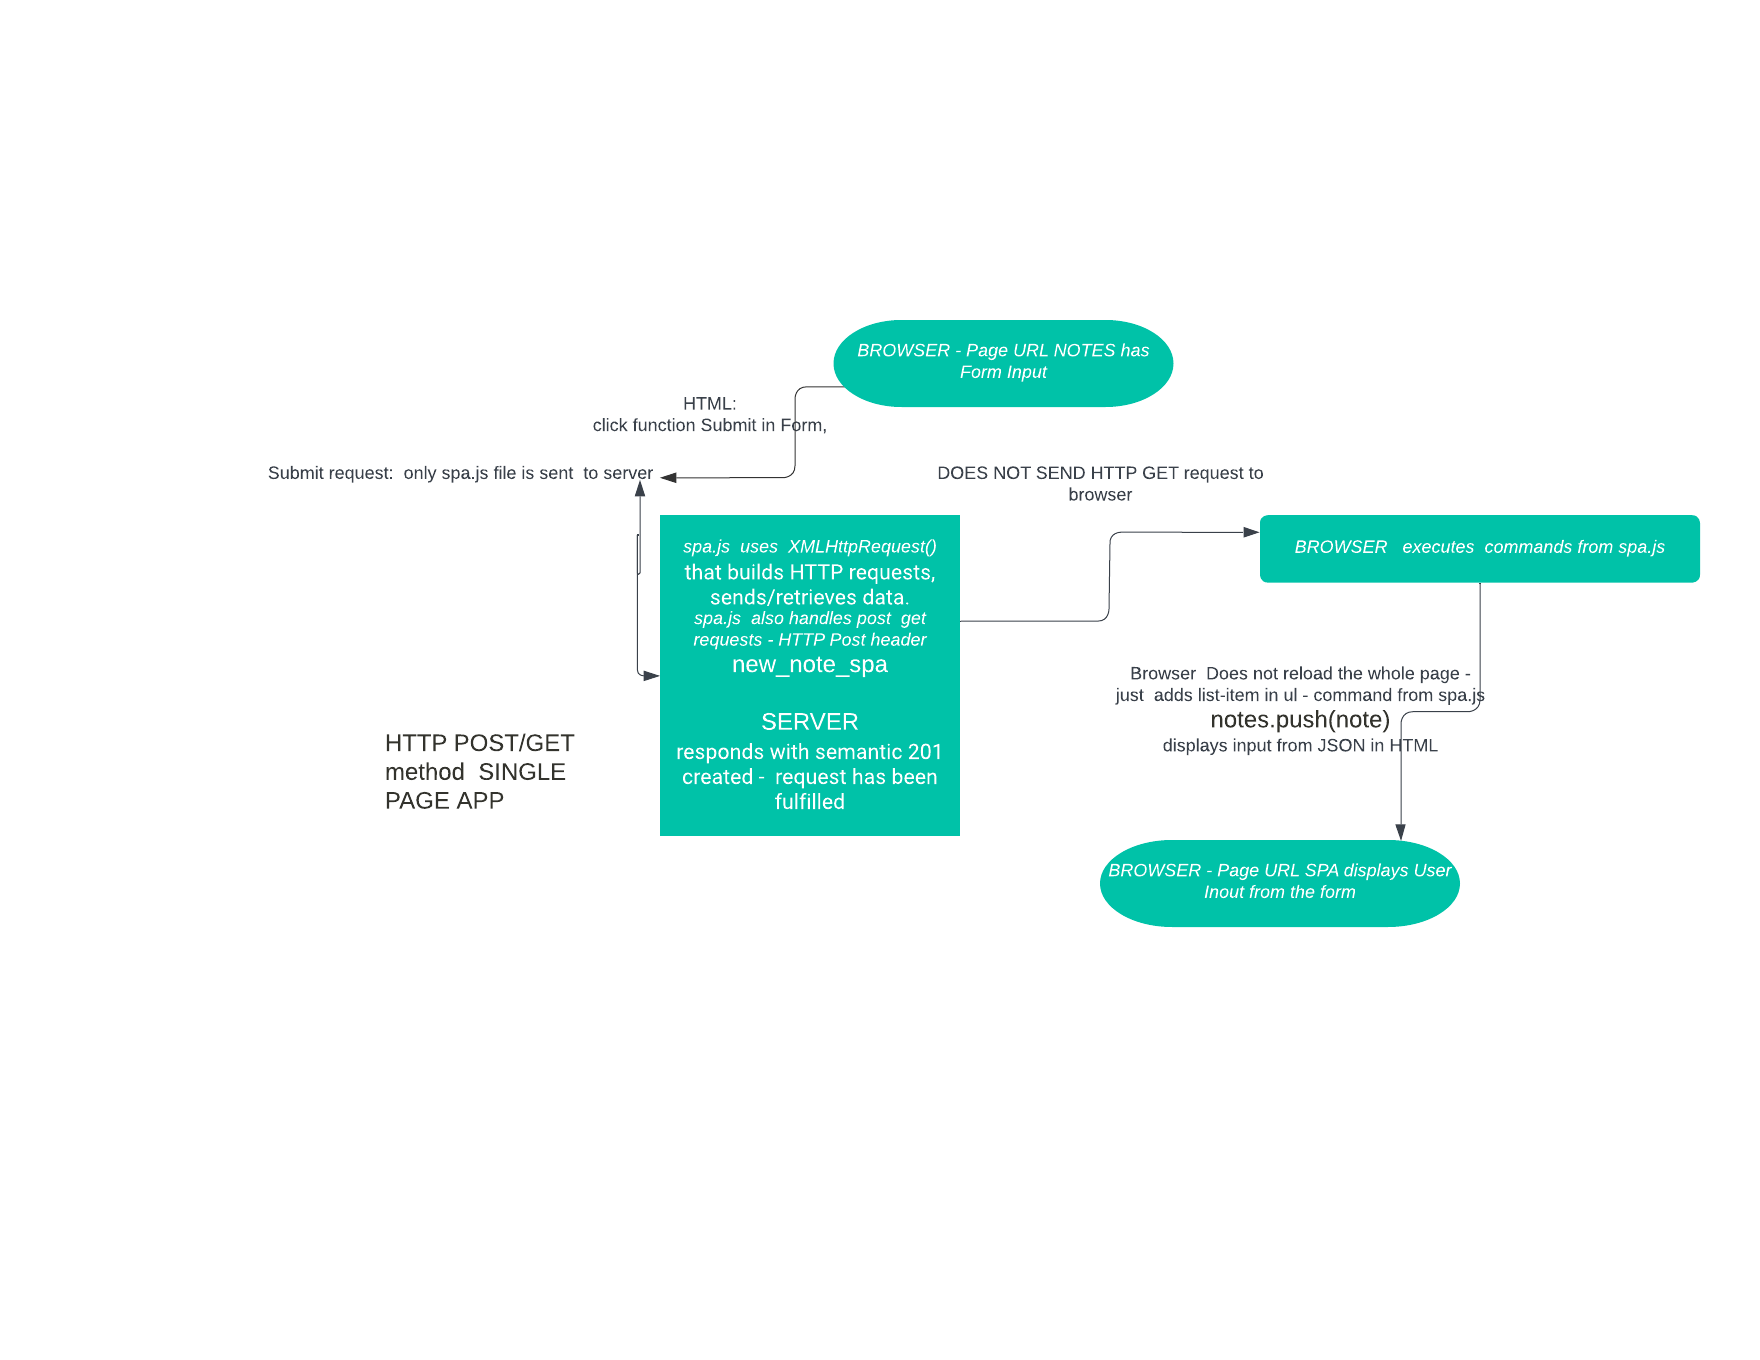 BROWSER - Page URL NOTES has
Form Input
HTML:
click function Submit in Form,
Submit request:  only spa.js file is sent  to server
DOES NOT SEND HTTP GET request to
browser
spa.js  uses  XMLHttpRequest()
that builds HTTP requests,
sends/retrieves data.
spa.js  also handles post  get
requests - HTTP Post header
new_note_spa
SERVER
responds with semantic 201
created -  request has been
fulfilled
BROWSER   executes  commands from spa.js
Browser  Does not reload the whole page -
just  adds list-item in ul - command from spa.js
notes.push(note)
displays input from JSON in HTML
HTTP POST/GET
method  SINGLE
PAGE APP
BROWSER - Page URL SPA displays User
Inout from the form